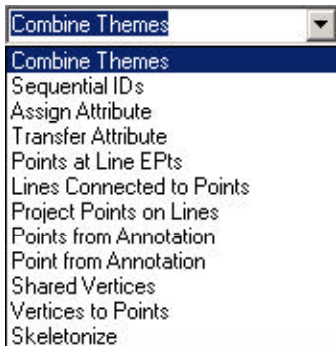 Combine Themes
Combine Themes
Sequential IDs
Assign Attribute
Transfer Attribute
Points at Line EPts
Lines Connected to Points
Project Points on Lines
Points from Annotation
Point from Annotation
Shared Vertices
Vertices to Points
Skeletonize